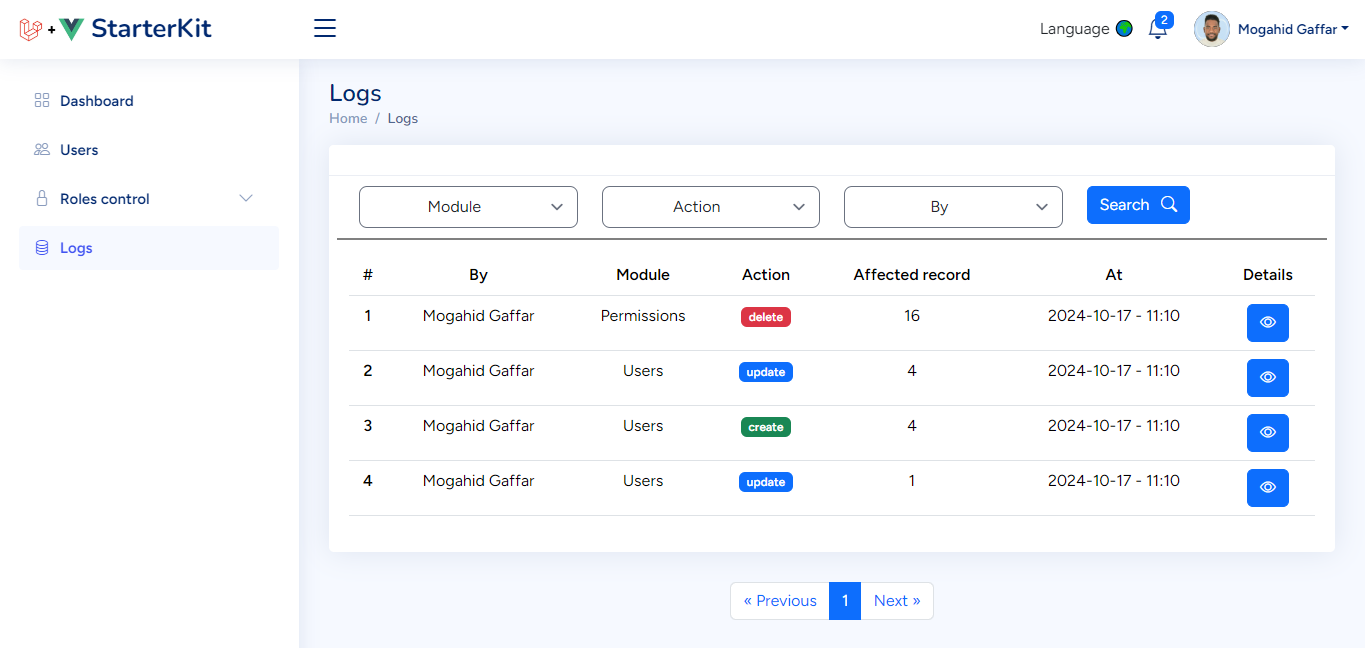 + StarterKit
Language 2 Mogahid Gaffar
Dashboard
Users
Roles control
Logs
Logs
Home / Logs
Module Action By Search
# By Module Action Affected record At Details
1 Mogahid Gaffar Permissions delete 16 2024-10-17 - 11:10
2 Mogahid Gaffar Users update 4 2024-10-17 - 11:10
3 Mogahid Gaffar Users create 4 2024-10-17 - 11:10
4 Mogahid Gaffar Users update 1 2024-10-17 - 11:10
« Previous 1 Next »